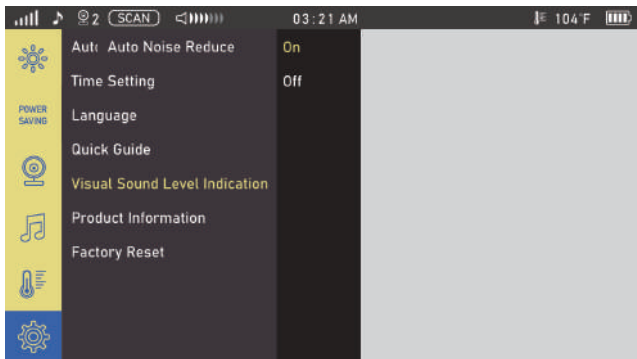 2 SCAN 03:21 AM 104°F
Aut Auto Noise Reduce On
Time Setting Off
POWER
SAVING
Language
Quick Guide
Visual Sound Level Indication
Product Information
Factory Reset